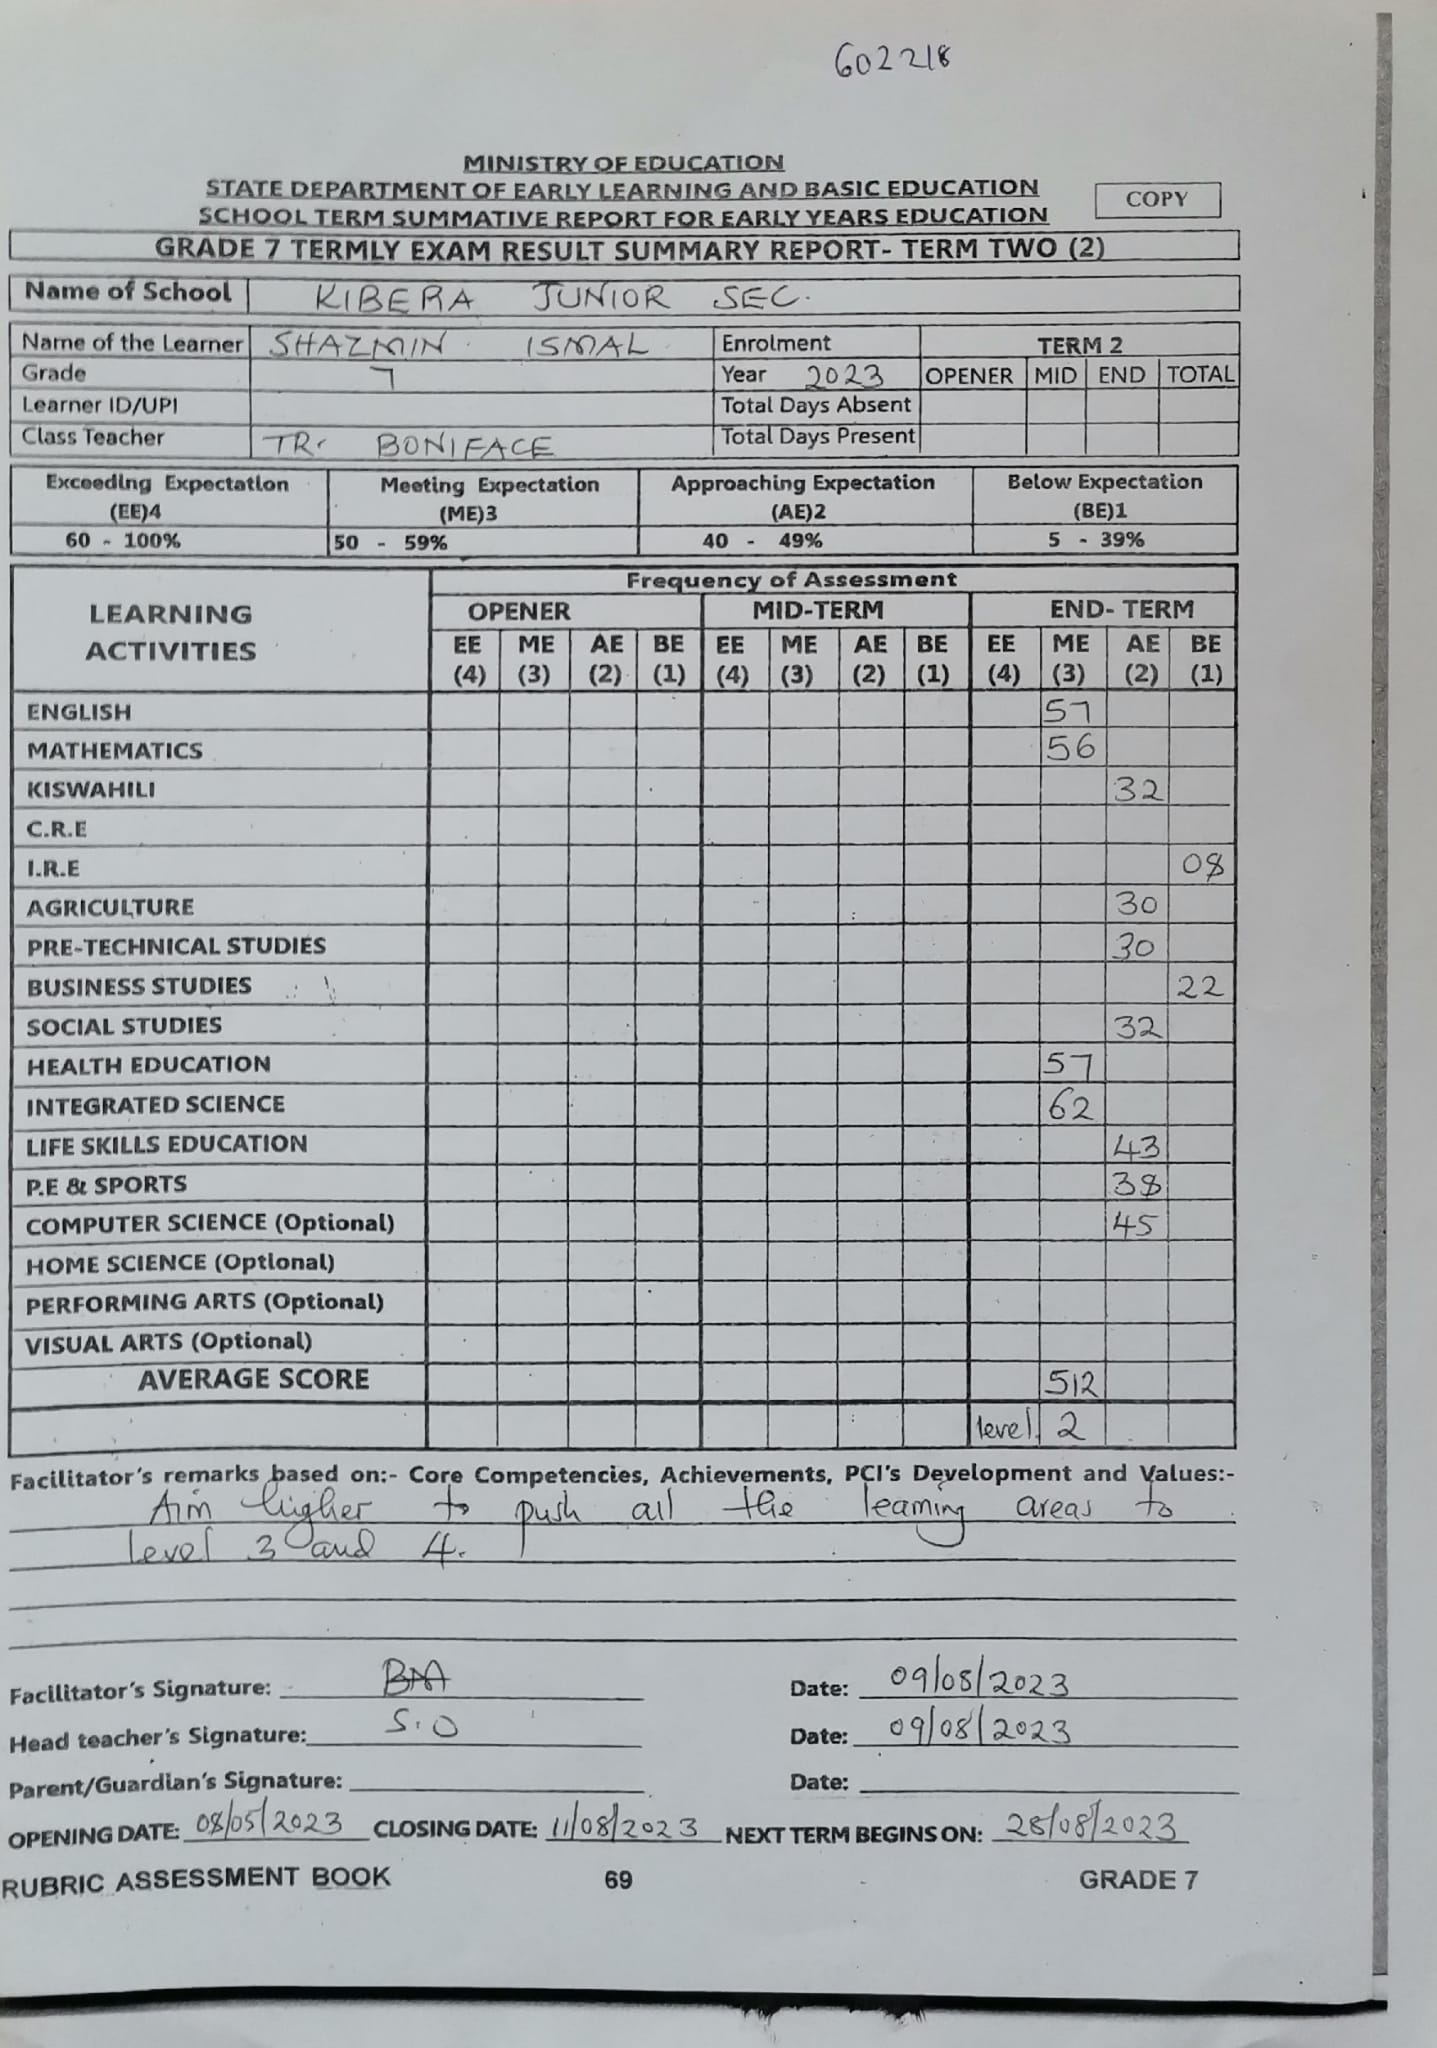 602218
MINISTRY OF EDUCATION
STATE DEPARTMENT OF EARLY LEARNING AND BASIC EDUCATION
COPY
SCHOOL TERM SUMMATIVE REPORT FOR EARLY YEARS EDUCATION
GRADE 7 TERMLY EXAM RESULT SUMMARY REPORT- TERM TWO (2)
Name of School KIBERA JUNIOR SEC.
Name of the Learner SHAZMIN ISMAL Enrolment TERM 2
Grade 7 Year 2023 OPENER MID END TOTAL
Learner ID/UPI Total Days Absent
Class Teacher TR. BONIFACE Total Days Present
Exceeding Expectation Meeting Expectation Approaching Expectation Below Expectation
(EE)4 (ME)3 (AE)2 (BE)1
60 - 100% 50 - 59% 40 - 49% 5 - 39%
Frequency of Assessment
LEARNING OPENER MID-TERM END- TERM
ACTIVITIES EE ME AE BE EE ME AE BE EE ME AE BE
(4) (3) (2) (1) (4) (3) (2) (1) (4) (3) (2) (1)
ENGLISH 57
MATHEMATICS 56
KISWAHILI 32
C.R.E
I.R.E 08
AGRICULTURE 30
PRE-TECHNICAL STUDIES 30
BUSINESS STUDIES 22
SOCIAL STUDIES 32
HEALTH EDUCATION 57
INTEGRATED SCIENCE 62
LIFE SKILLS EDUCATION 43
P.E & SPORTS 38
COMPUTER SCIENCE (Optional) 45
HOME SCIENCE (Optional)
PERFORMING ARTS (Optional)
VISUAL ARTS (Optional)
AVERAGE SCORE 512
level. 2
Facilitator's remarks based on:- Core Competencies, Achievements, PCI's Development and Values:-
Aim higher to push all the learning areas to
level 3 and 4.
Facilitator's Signature: Date: 09/08/2023
Head teacher's Signature: S.O Date: 09/08/2023
Parent/Guardian's Signature: Date:
OPENING DATE: 08/05/2023 CLOSING DATE: 11/08/2023 NEXT TERM BEGINS ON: 28/08/2023
RUBRIC ASSESSMENT BOOK 69 GRADE 7